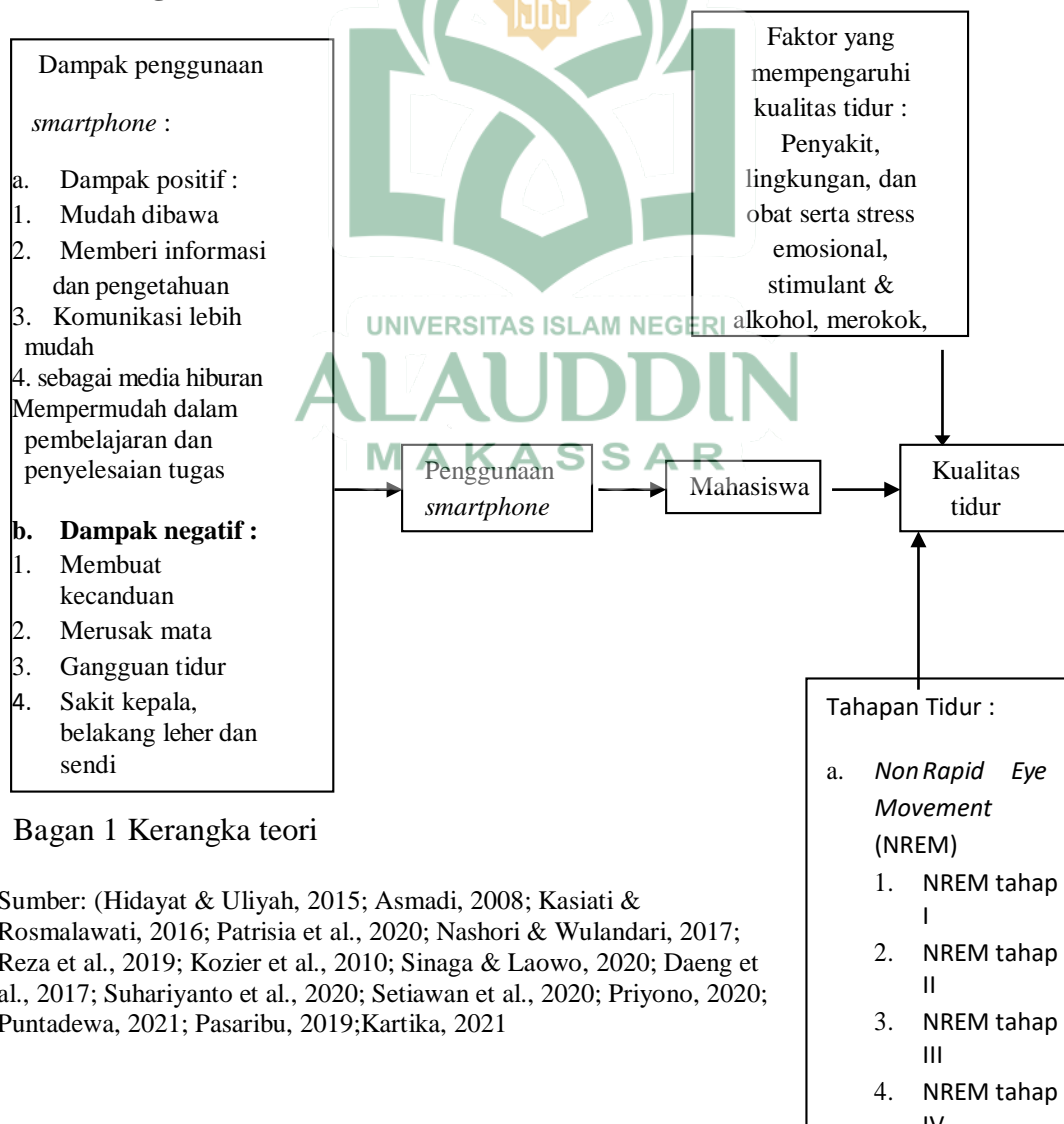 1965
Dampak penggunaan
smartphone :
a. Dampak positif :
1. Mudah dibawa
2. Memberi informasi
dan pengetahuan
3. Komunikasi lebih
mudah
4. sebagai media hiburan
Mempermudah dalam
pembelajaran dan
penyelesaian tugas
b. Dampak negatif :
1. Membuat
kecanduan
2. Merusak mata
3. Gangguan tidur
4. Sakit kepala,
belakang leher dan
sendi
Faktor yang
mempengaruhi
kualitas tidur :
Penyakit,
lingkungan, dan
obat serta stress
emosional,
stimulant &
alkohol, merokok,
UNIVERSITAS ISLAM NEGERI
ALAUDDIN
MAKASSAR
Penggunaan
smartphone
Mahasiswa
Kualitas
tidur
Tahapan Tidur :
a. Non Rapid Eye
Movement
(NREM)
1. NREM tahap
I
2. NREM tahap
II
3. NREM tahap
III
4. NREM tahap
IV
Bagan 1 Kerangka teori
Sumber: (Hidayat & Uliyah, 2015; Asmadi, 2008; Kasiati &
Rosmalawati, 2016; Patrisia et al., 2020; Nashori & Wulandari, 2017;
Reza et al., 2019; Kozier et al., 2010; Sinaga & Laowo, 2020; Daeng et
al., 2017; Suhariyanto et al., 2020; Setiawan et al., 2020; Priyono, 2020;
Puntadewa, 2021; Pasaribu, 2019;Kartika, 2021